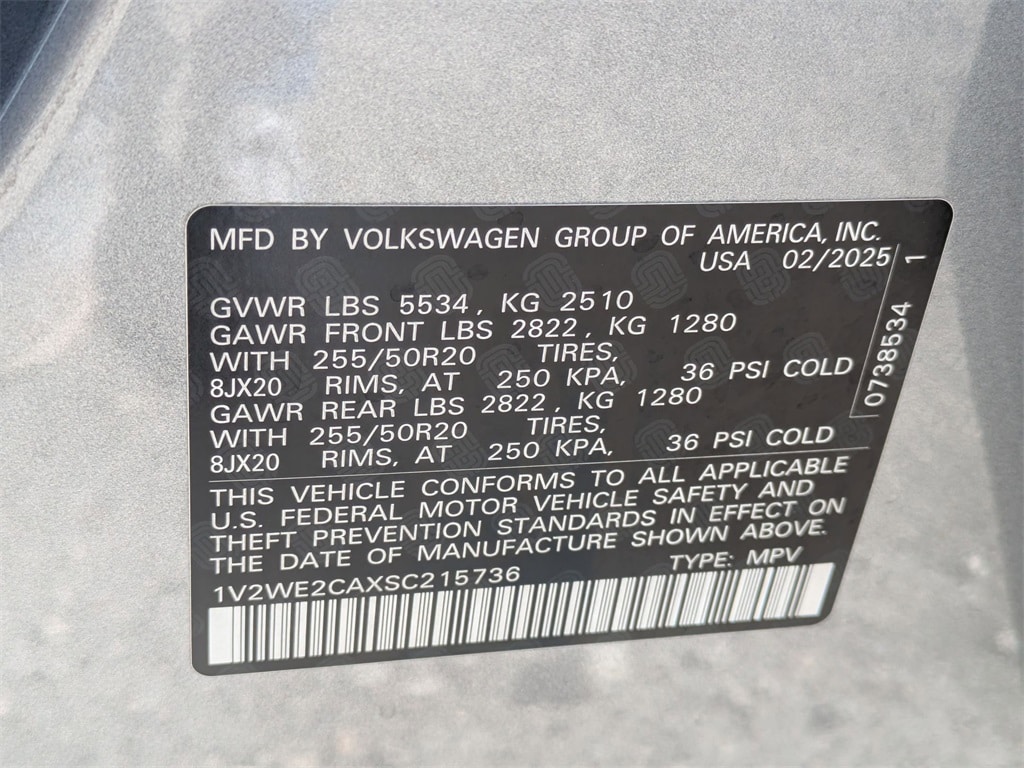 MFD BY VOLKSWAGEN GROUP OF AMERICA, INC.
USA 02/2025
GVWR LBS 5534, KG 2510
GAWR FRONT LBS 2822, KG 1280
WITH 255/50R20 TIRES,
8JX20 RIMS, AT 250 KPA, 36 PSI COLD
GAWR REAR LBS 2822, KG 1280
WITH 255/50R20 TIRES,
8JX20 RIMS, AT 250 KPA, 36 PSI COLD
0738534 1
THIS VEHICLE CONFORMS TO ALL APPLICABLE
U.S. FEDERAL MOTOR VEHICLE SAFETY AND
THEFT PREVENTION STANDARDS IN EFFECT ON
THE DATE OF MANUFACTURE SHOWN ABOVE.
1V2WE2CAXSC215736 TYPE: MPV